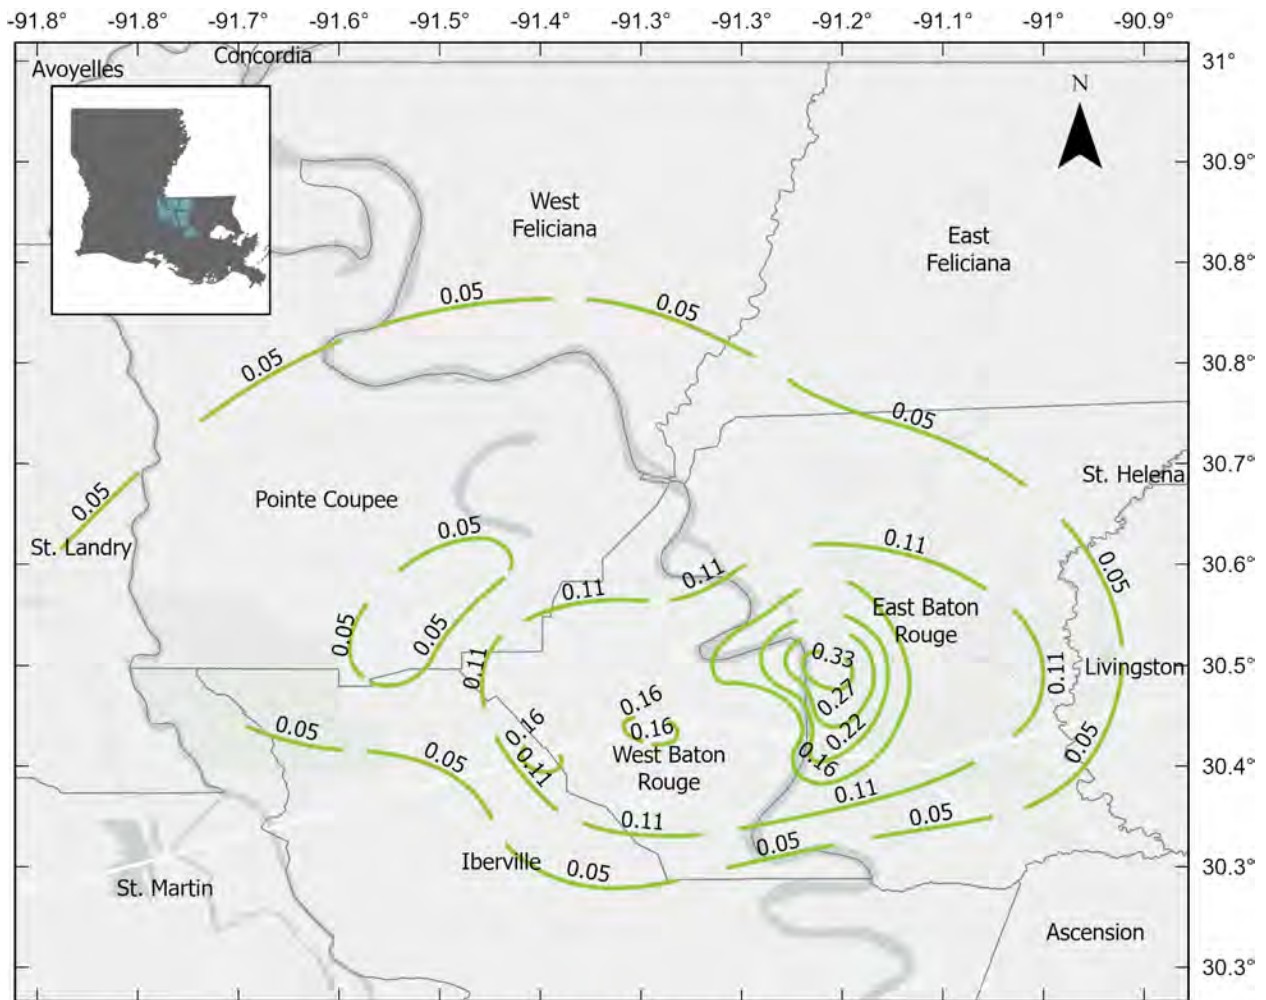 -91.8° -91.8° -91.7° -91.6° -91.5° -91.4° -91.3° -91.3° -91.2° -91.1° -91° -90.9°
Concordia
31°
Avoyelles
N
30.9°
West
Feliciana
East
Feliciana
30.8°
0.05
0.05
0.05
30.8°
0.05
30.7°
St. Helena
Pointe Coupee
0.05
0.05
St. Landry
0.11
30.6°
0.05
0.11
0.11
East Baton
Rouge
0.05
0.05
0.33
0.11
0.11
Livingston
30.5°
0.27
0.16
0.16
0.16
0.22
0.05
0.05
0.05
West Baton
Rouge
0.11
0.16
30.4°
0.11
0.11
0.05
0.05
Iberville
0.05
30.3°
St. Martin
Ascension
30.3°